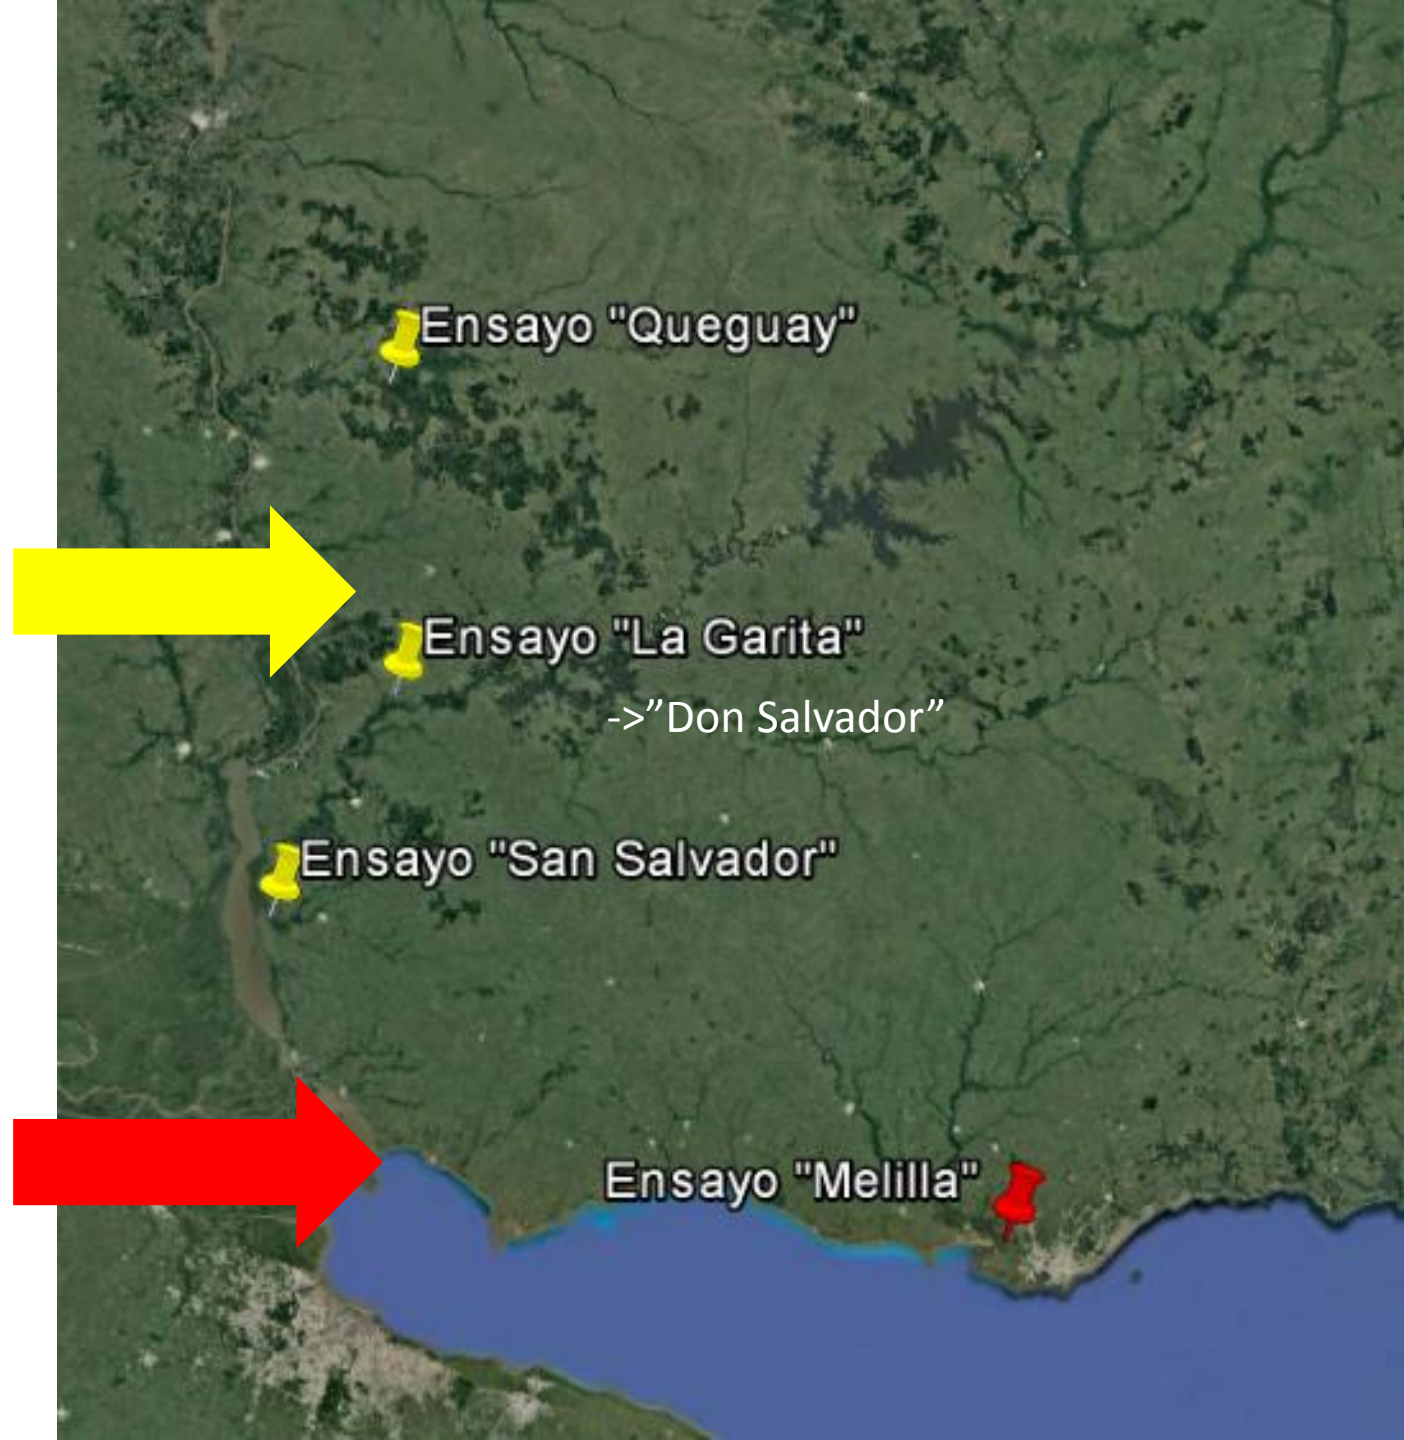 Ensayo "Queguay"
Ensayo "La Garita"
->”Don Salvador”
Ensayo "San Salvador"
Ensayo "Melilla"